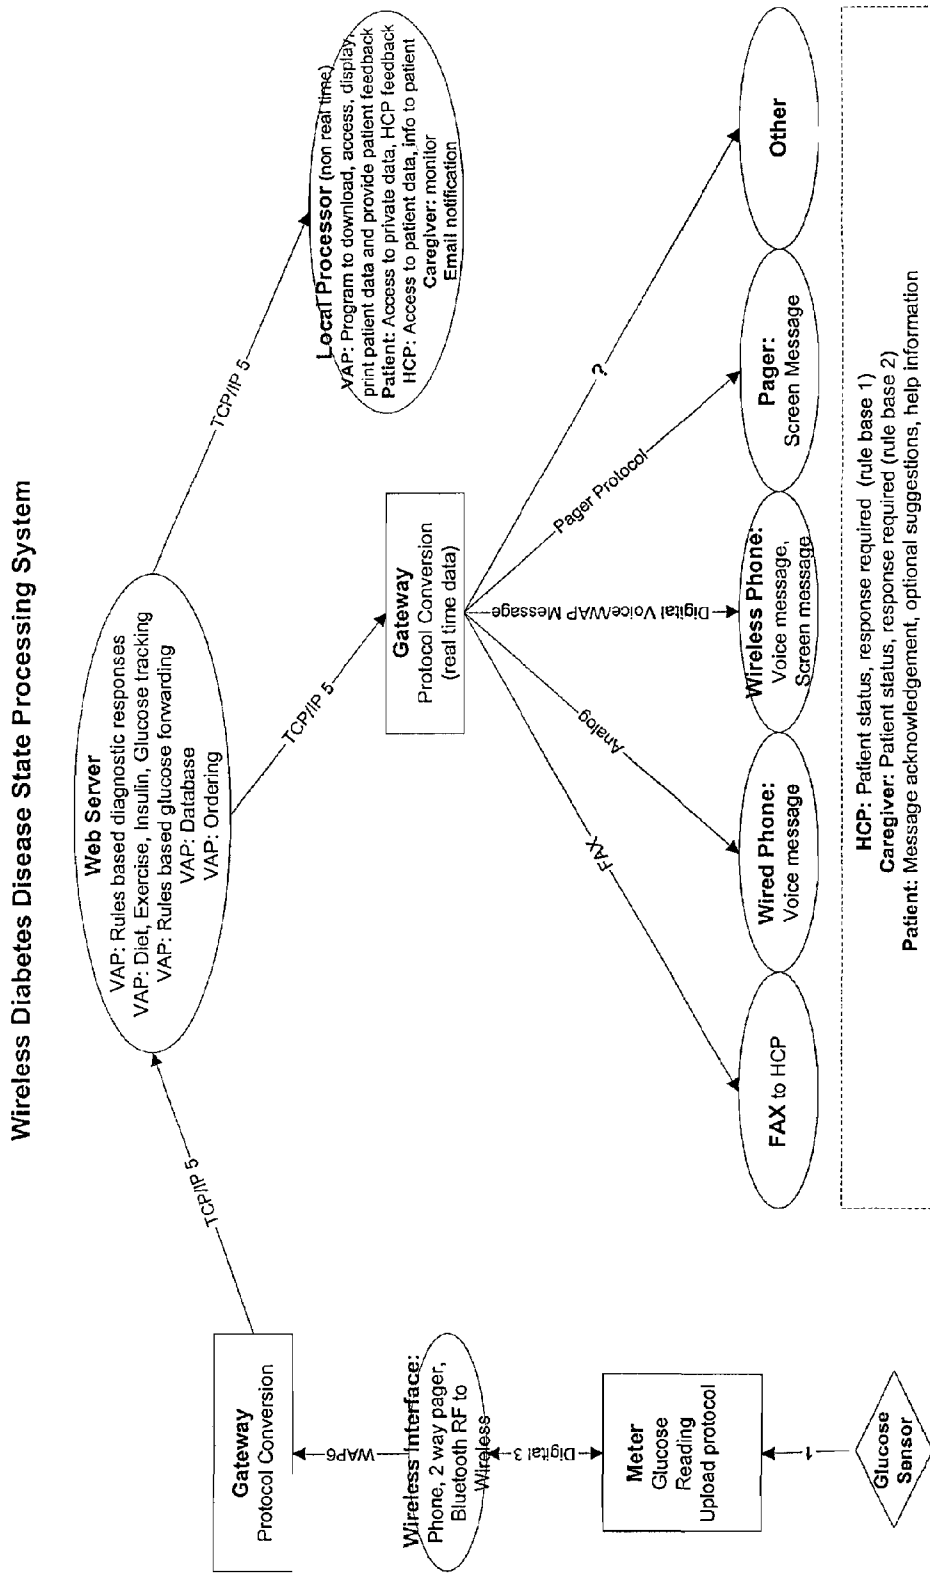 Wireless Diabetes Disease State Processing System
Web Server
VAP: Rules based diagnostic responses
VAP: Diet, Exercise, Insulin, Glucose tracking
VAP: Rules based glucose forwarding
VAP: Database
VAP: Ordering
TCP/IP 5
TCP/IP 5
TCP/IP 5
Gateway
Protocol Conversion
WAP6
Wireless Interface:
Phone, 2 way pager,
Bluetooth RF to
Wireless
Digital 3
Meter
Glucose
Reading
Upload protocol
1
Glucose
Sensor
Local Processor (non real time)
VAP: Program to download, access, display,
print patient data and provide patient feedback
Patient: Access to private data, HCP feedback
HCP: Access to patient data, info to patient
Caregiver: monitor
Email notification
Gateway
Protocol Conversion
(real time data)
FAX
Analog
Digital Voice/WAP Message
Pager Protocol
?
FAX to HCP
Wired Phone:
Voice message
Wireless Phone:
Voice message,
Screen message
Pager:
Screen Message
Other
HCP: Patient status, response required (rule base 1)
Caregiver: Patient status, response required (rule base 2)
Patient: Message acknowledgement, optional suggestions, help information